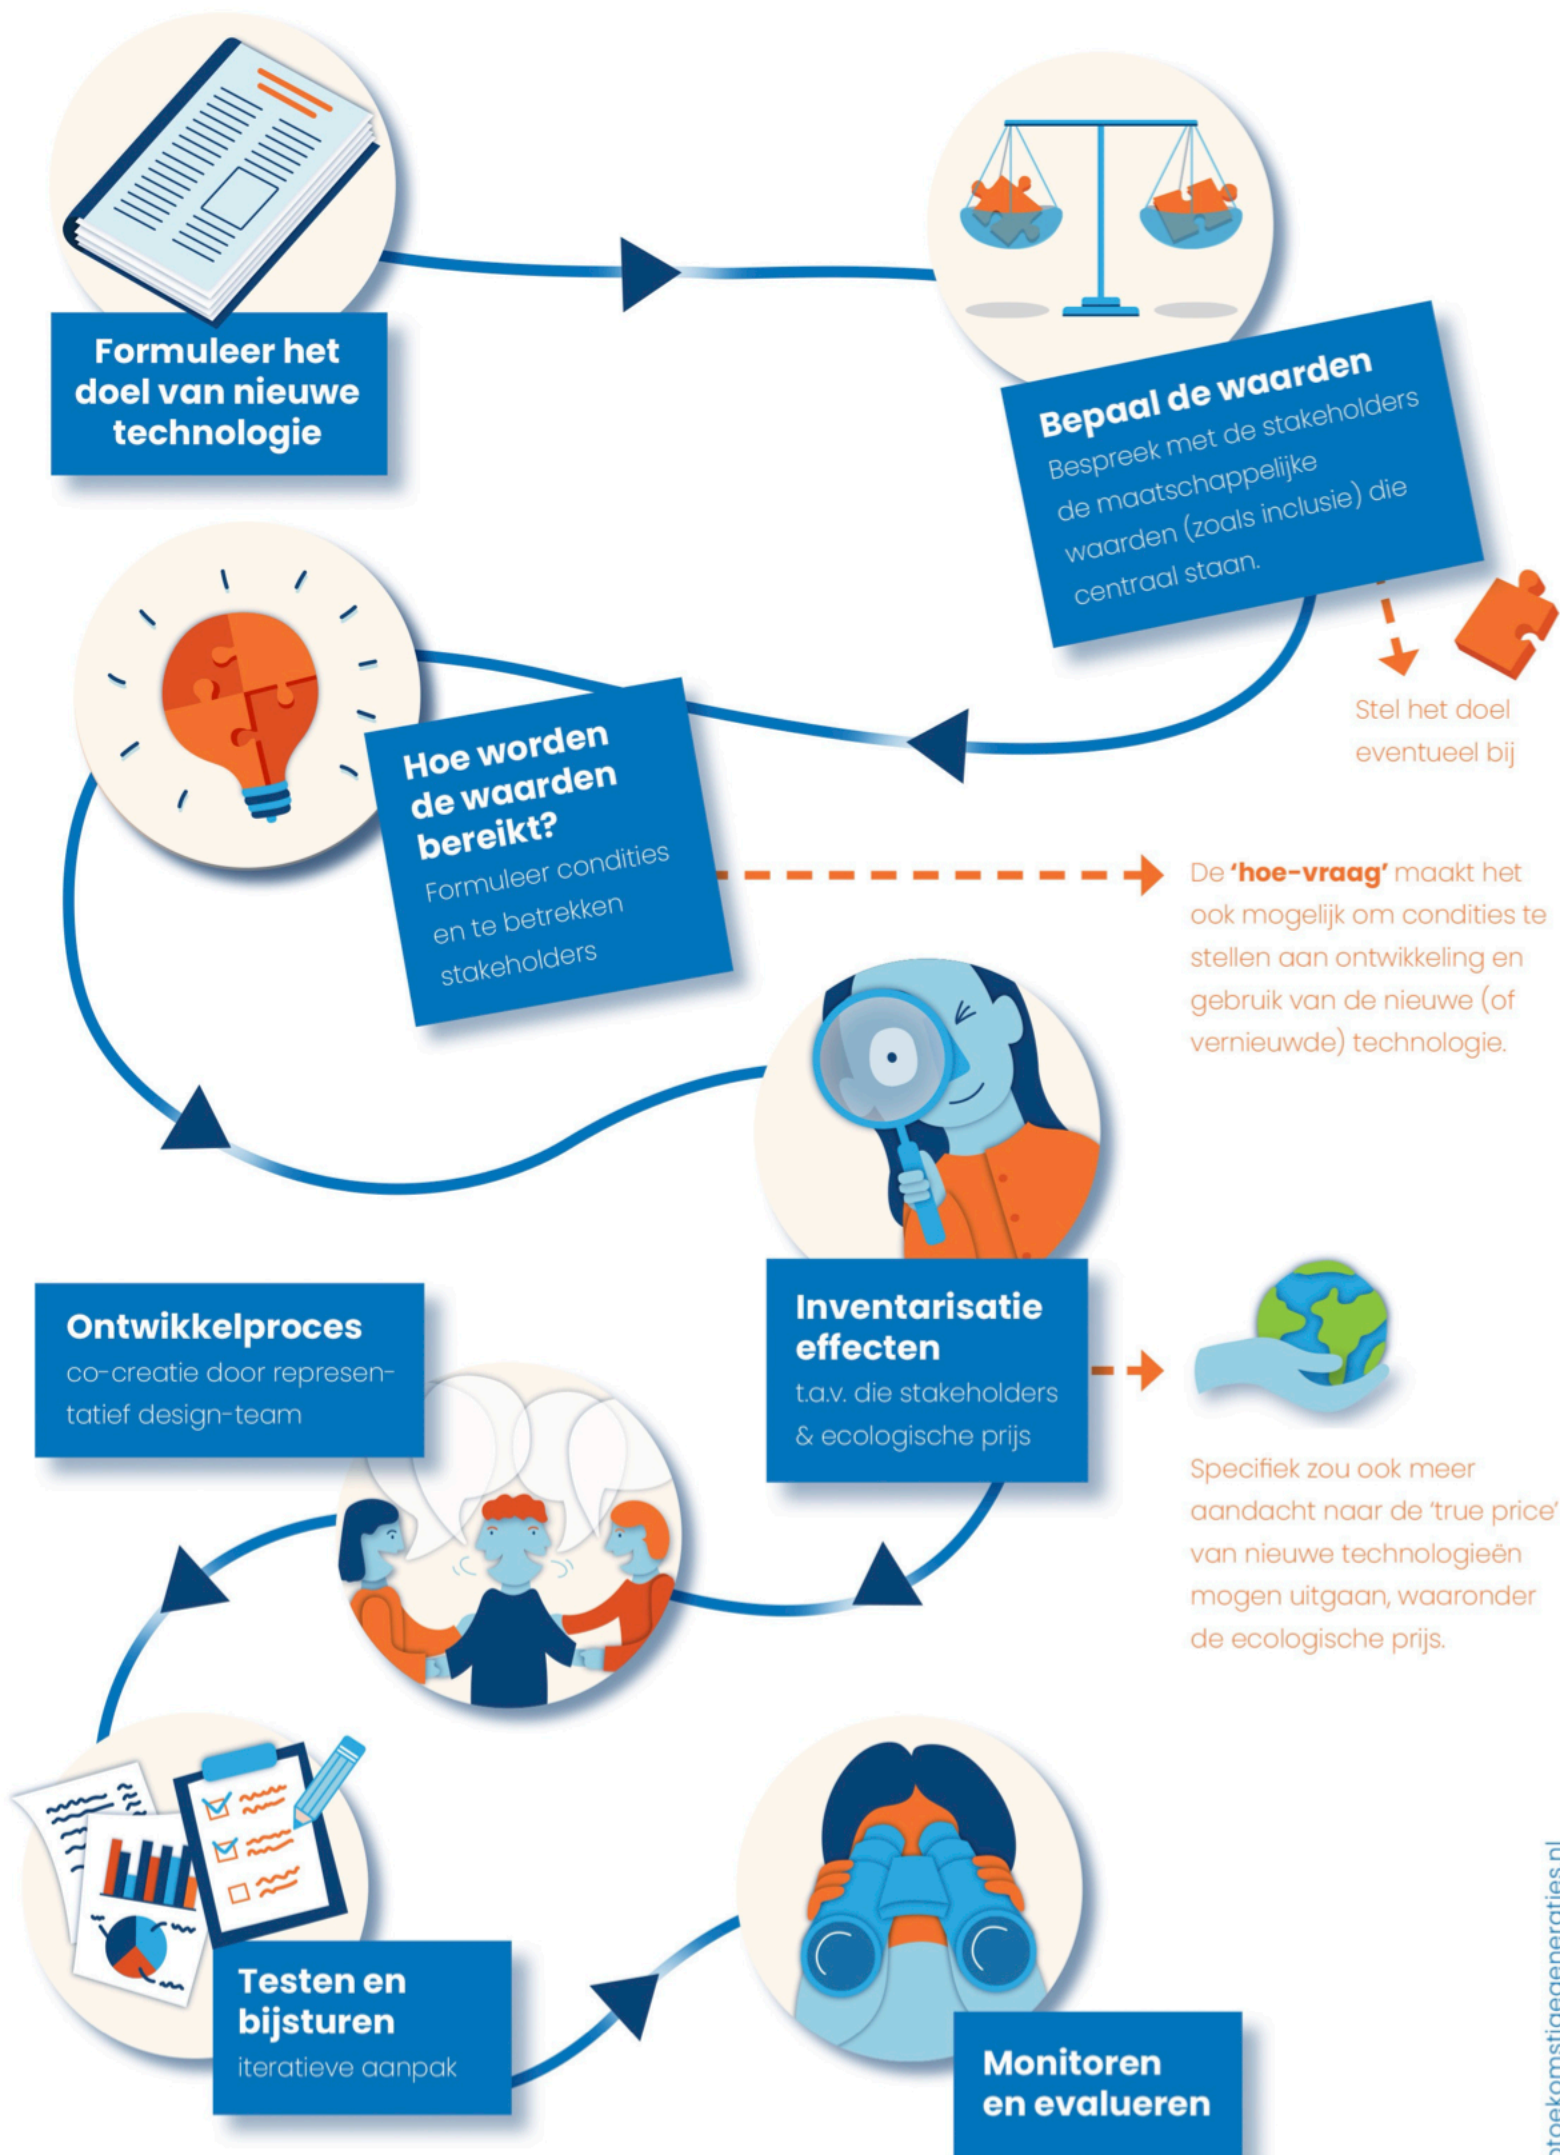 Formuleer het
doel van nieuwe
technologie
Bepaal de waarden
Bespreek met de stakeholders
de maatschappelijke
waarden (zoals inclusie) die
centraal staan.
Stel het doel
eventueel bij
Hoe worden
de waarden
bereikt?
Formuleer condities
en te betrekken
stakeholders
De 'hoe-vraag' maakt het
ook mogelijk om condities te
stellen aan ontwikkeling en
gebruik van de nieuwe (of
vernieuwde) technologie.
Inventarisatie
effecten
t.a.v. die stakeholders
& ecologische prijs
Specifiek zou ook meer
aandacht naar de 'true price'
van nieuwe technologieën
mogen uitgaan, waaronder
de ecologische prijs.
Ontwikkelproces
co-creatie door represen-
tatief design-team
Testen en
bijsturen
iteratieve aanpak
Monitoren
en evalueren
toekomstigegeneraties.nl